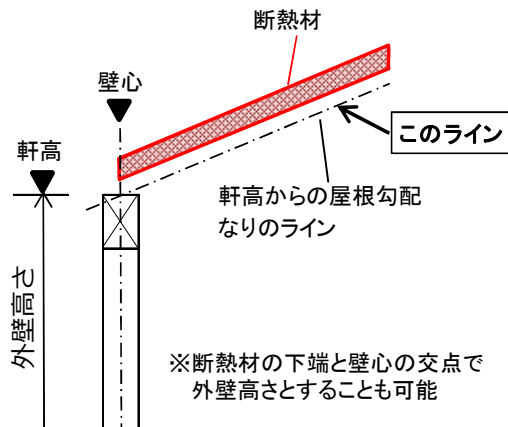 断熱材
壁心
このライン
軒高
軒高からの屋根勾配
なりのライン
外壁高さ
※断熱材の下端と壁心の交点で
外壁高さとすることも可能